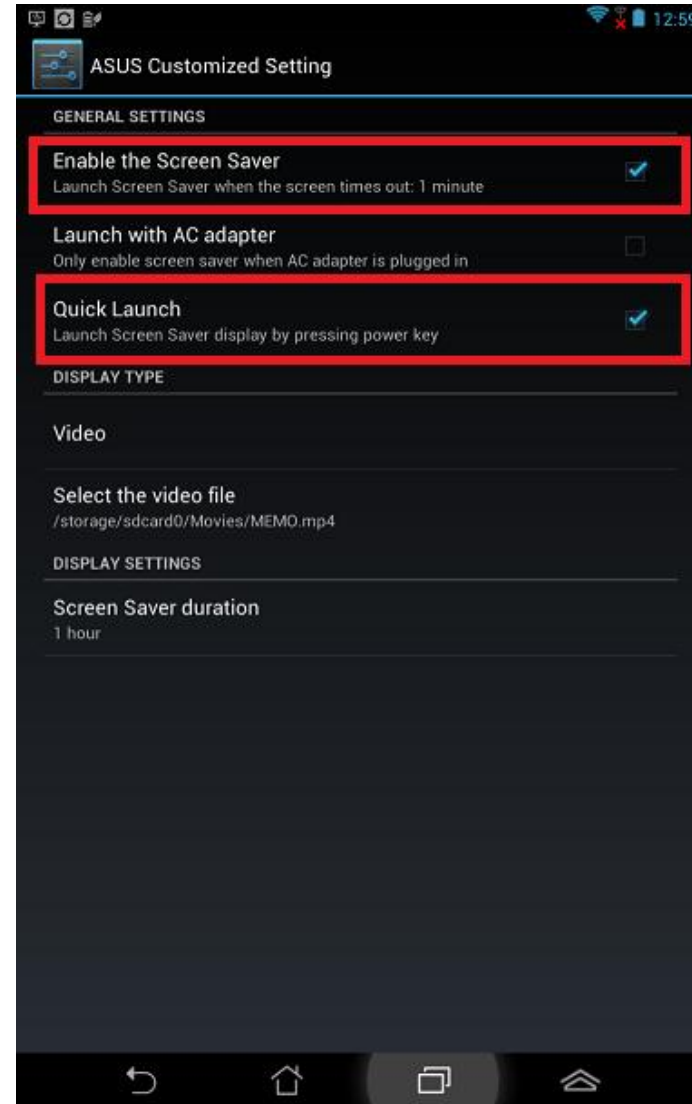 12:59
ASUS Customized Setting
GENERAL SETTINGS
Enable the Screen Saver
Launch Screen Saver when the screen times out: 1 minute
Launch with AC adapter
Only enable screen saver when AC adapter is plugged in
Quick Launch
Launch Screen Saver display by pressing power key
DISPLAY TYPE
Video
Select the video file
/storage/sdcard0/Movies/MEMO.mp4
DISPLAY SETTINGS
Screen Saver duration
1 hour